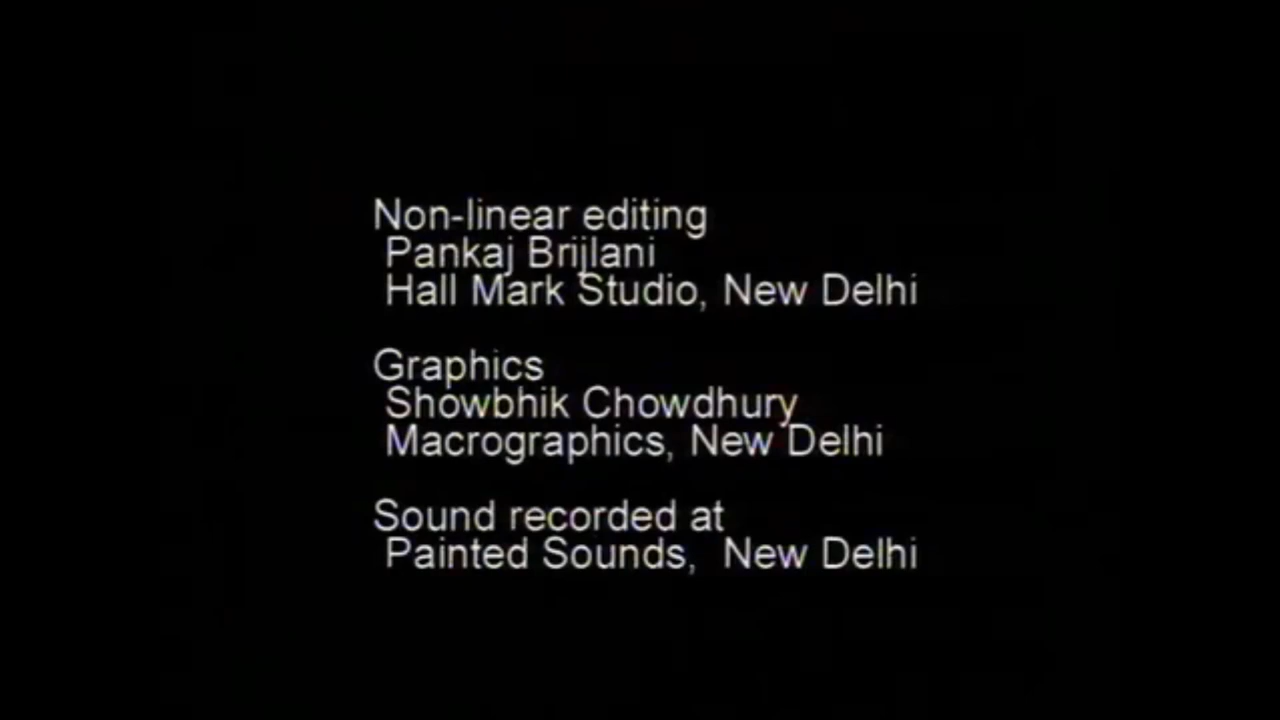 Non-linear editing
Pankaj Brijlani
Hall Mark Studio, New Delhi
Graphics
Showbhik Chowdhury
Macrographics, New Delhi
Sound recorded at
Painted Sounds, New Delhi